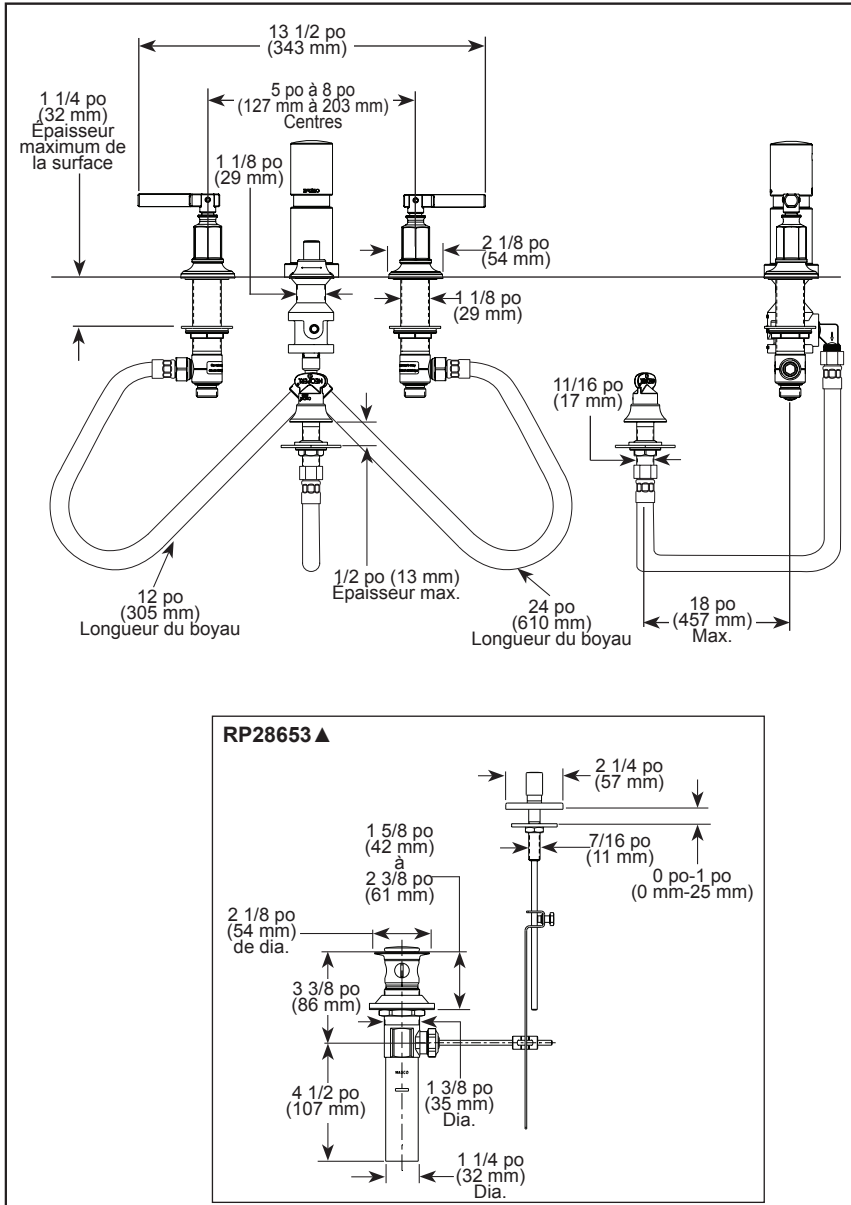 13 1/2 po
(343 mm)
5 po à 8 po
(127 mm à 203 mm)
Centres
1 1/4 po
(32 mm)
Épaisseur
maximum de
la surface
1 1/8 po
(29 mm)
2 1/8 po
(54 mm)
1 1/8 po
(29 mm)
11/16 po
(17 mm)
1/2 po (13 mm)
Épaisseur max.
12 po
(305 mm)
Longueur du boyau
24 po
(610 mm)
Longueur du boyau
18 po
(457 mm)
Max.
RP28653▲
2 1/4 po
(57 mm)
1 5/8 po
(42 mm)
à
2 3/8 po
(61 mm)
7/16 po
(11 mm)
0 po-1 po
(0 mm-25 mm)
2 1/8 po
(54 mm)
de dia.
3 3/8 po
(86 mm)
4 1/2 po
(107 mm)
1 3/8 po
(35 mm)
Dia.
1 1/4 po
(32 mm)
Dia.